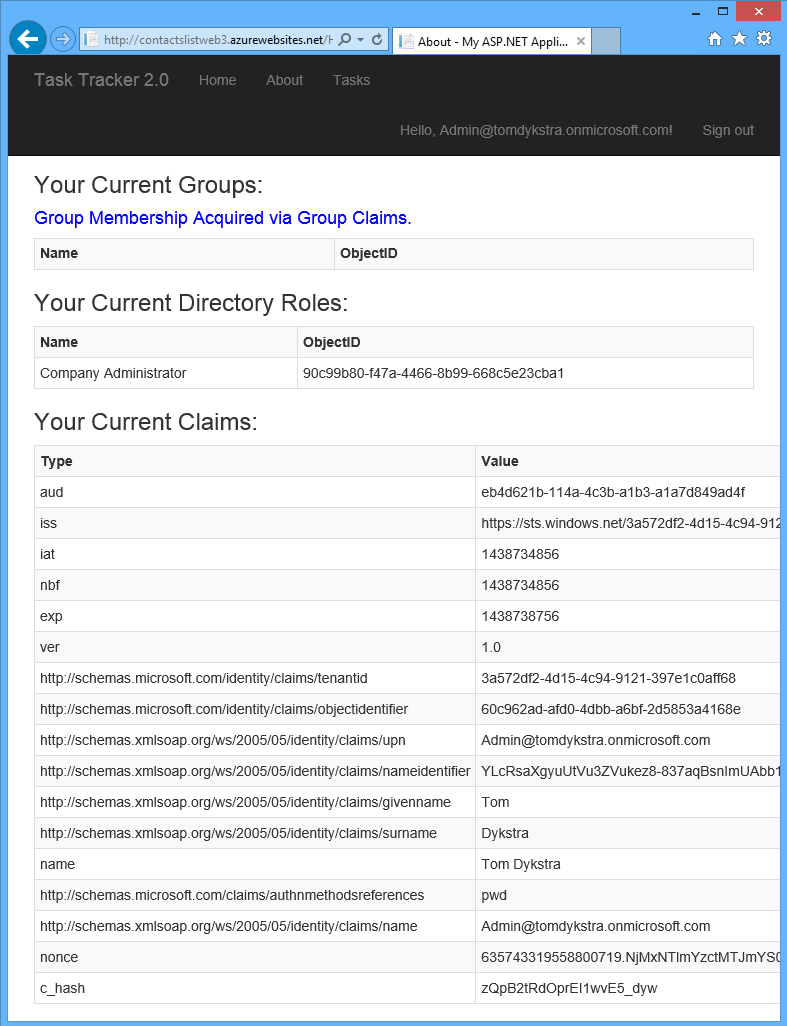 http://contactslistweb3.azurewebsites.net/H
About - My ASP.NET Appli...
Task Tracker 2.0 Home About Tasks
Hello, Admin@tomdykstra.onmicrosoft.com! Sign out
Your Current Groups:
Group Membership Acquired via Group Claims.
Name ObjectID
Your Current Directory Roles:
Name ObjectID
Company Administrator 90c99b80-f47a-4466-8b99-668c5e23cba1
Your Current Claims:
Type Value
aud eb4d621b-114a-4c3b-a1b3-a1a7d849ad4f
iss https://sts.windows.net/3a572df2-4d15-4c94-912
iat 1438734856
nbf 1438734856
exp 1438738756
ver 1.0
http://schemas.microsoft.com/identity/claims/tenantid 3a572df2-4d15-4c94-9121-397e1c0aff68
http://schemas.microsoft.com/identity/claims/objectidentifier 60c962ad-afd0-4dbb-a6bf-2d5853a4168e
http://schemas.xmlsoap.org/ws/2005/05/identity/claims/upn Admin@tomdykstra.onmicrosoft.com
http://schemas.xmlsoap.org/ws/2005/05/identity/claims/nameidentifier YLcRsaXgyuUtVu3ZVukez8-837aqBsnImUAbb1
http://schemas.xmlsoap.org/ws/2005/05/identity/claims/givenname Tom
http://schemas.xmlsoap.org/ws/2005/05/identity/claims/surname Dykstra
name Tom Dykstra
http://schemas.microsoft.com/claims/authnmethodsreferences pwd
http://schemas.xmlsoap.org/ws/2005/05/identity/claims/name Admin@tomdykstra.onmicrosoft.com
nonce 635743319558800719.NjMxNTlmYzctMTJmYS0
c_hash zQpB2tRdOprEI1wvE5_dyw